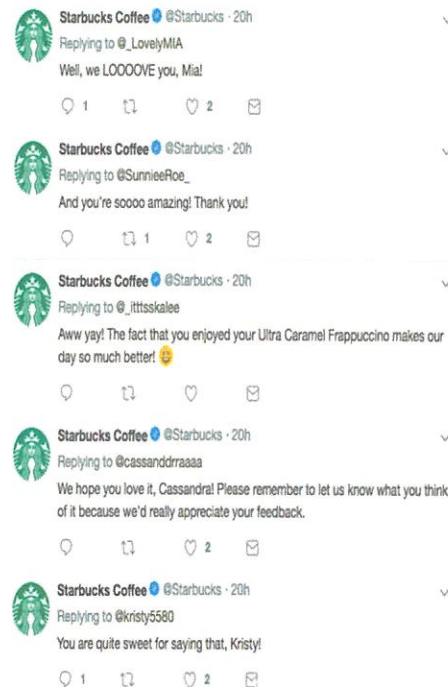 Starbucks Coffee @Starbucks · 20h
Replying to @_LovelyMIA
Well, we LOOOOVE you, Mia!
1 2
Starbucks Coffee @Starbucks · 20h
Replying to @SunnieeRoe_
And you're soooo amazing! Thank you!
1 2
Starbucks Coffee @Starbucks · 20h
Replying to @_itttsskalee
Aww yay! The fact that you enjoyed your Ultra Caramel Frappuccino makes our
day so much better! 😀
Starbucks Coffee @Starbucks · 20h
Replying to @cassanddrraaaa
We hope you love it, Cassandra! Please remember to let us know what you think
of it because we'd really appreciate your feedback.
2
Starbucks Coffee @Starbucks · 20h
Replying to @kristy5580
You are quite sweet for saying that, Kristy!
1 2